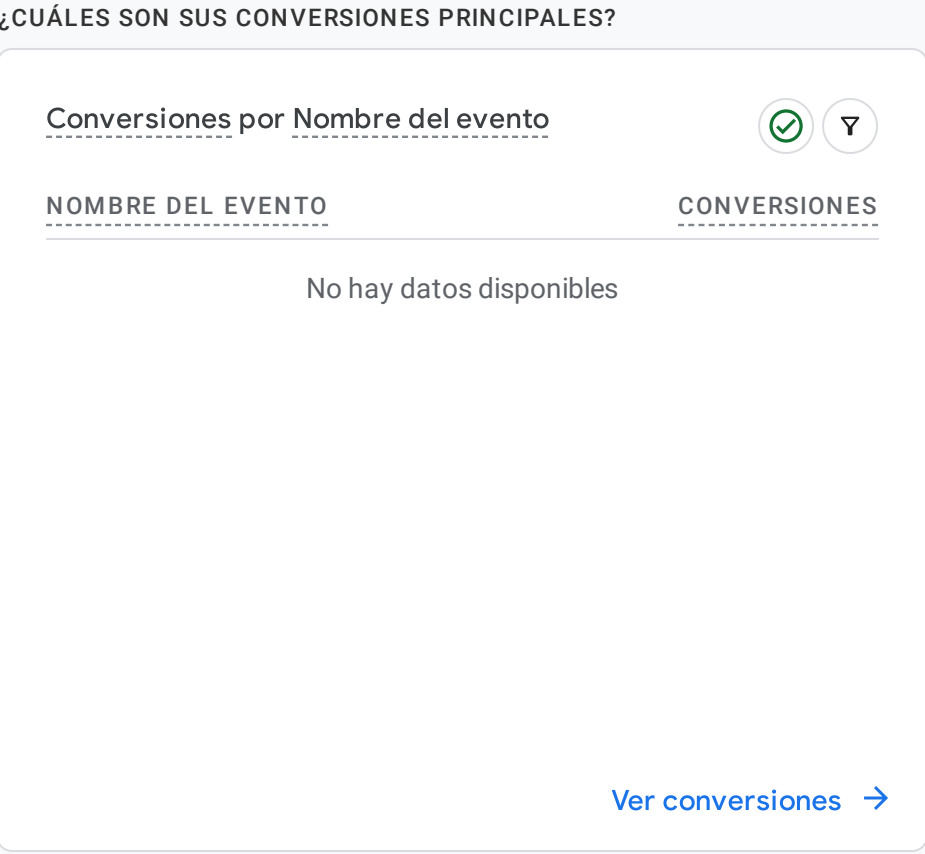 ¿CUÁLES SON SUS CONVERSIONES PRINCIPALES?
Conversiones por Nombre del evento
NOMBRE DEL EVENTO CONVERSIONES
No hay datos disponibles
Ver conversiones →